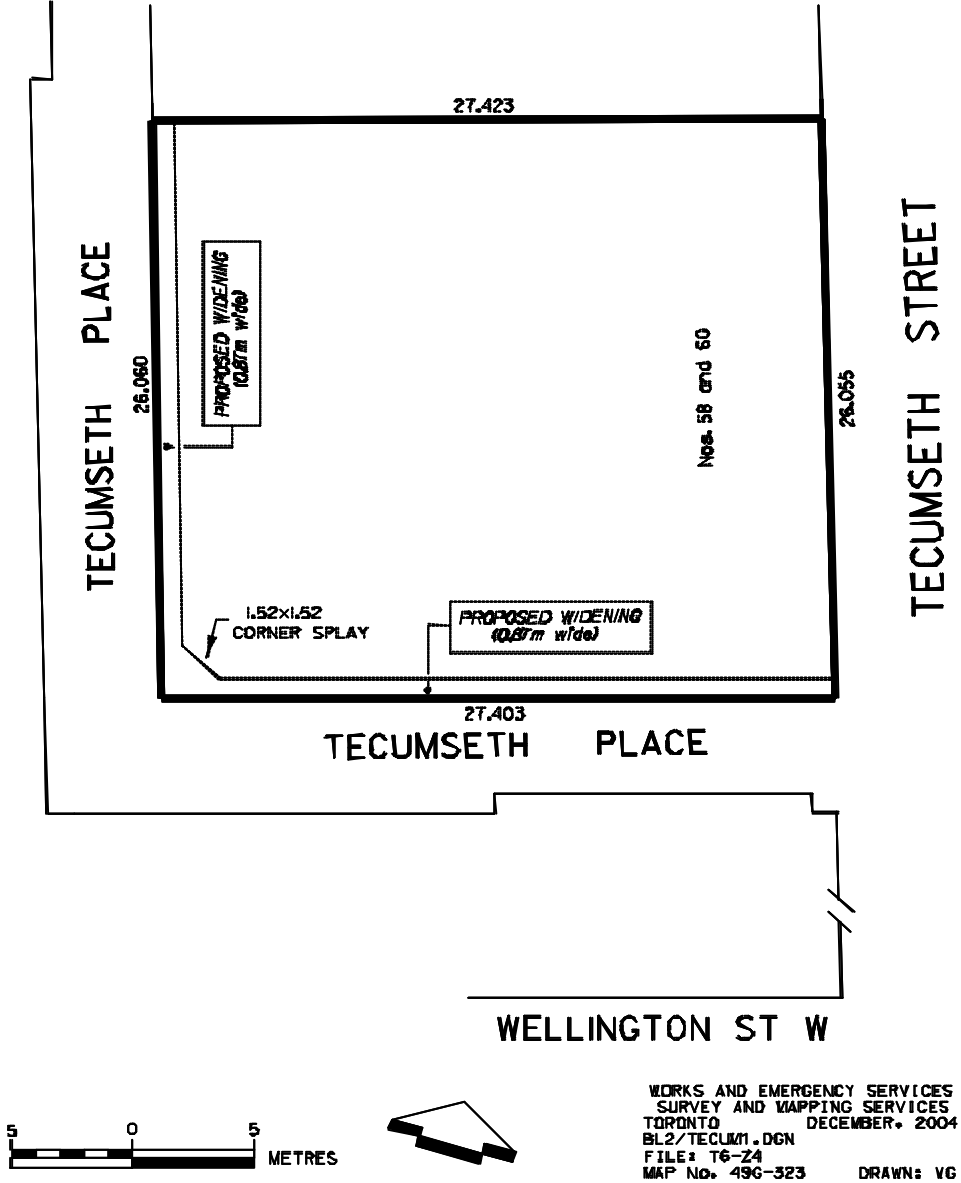 27.423
TECUMSETH PLACE
26.060
PROPOSED WIDENING
(0.87m wide)
Nos. 58 and 60
26.055
TECUMSETH STREET
1.52×1.52
CORNER SPLAY
PROPOSED WIDENING
(0.87m wide)
27.403
TECUMSETH PLACE
WELLINGTON ST W
5 0 5
METRES
WORKS AND EMERGENCY SERVICES
SURVEY AND MAPPING SERVICES
TORONTO DECEMBER, 2004
BL2/TECUM1.DGN
FILE: T6-Z4
MAP No. 49G-323 DRAWN: VG